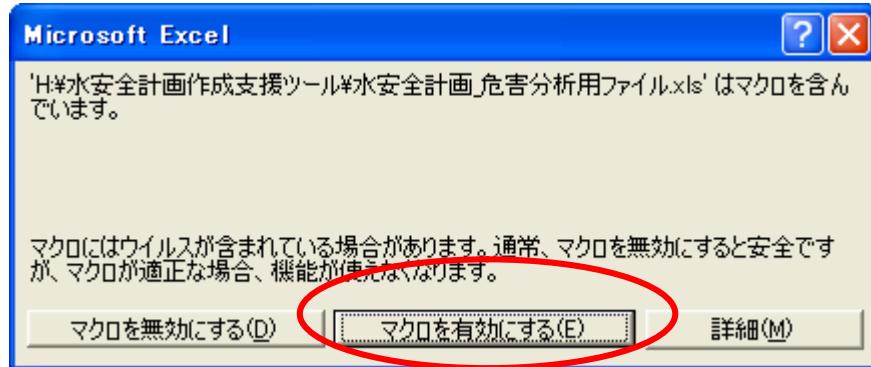 Microsoft Excel
'H:¥水安全計画作成支援ツール¥水安全計画_危害分析用ファイル.xls' はマクロを含ん
でいます。
マクロにはウイルスが含まれている場合があります。通常、マクロを無効にすると安全です
が、マクロが適正な場合、機能が使えなくなります。
マクロを無効にする(D) マクロを有効にする(E) 詳細(M)